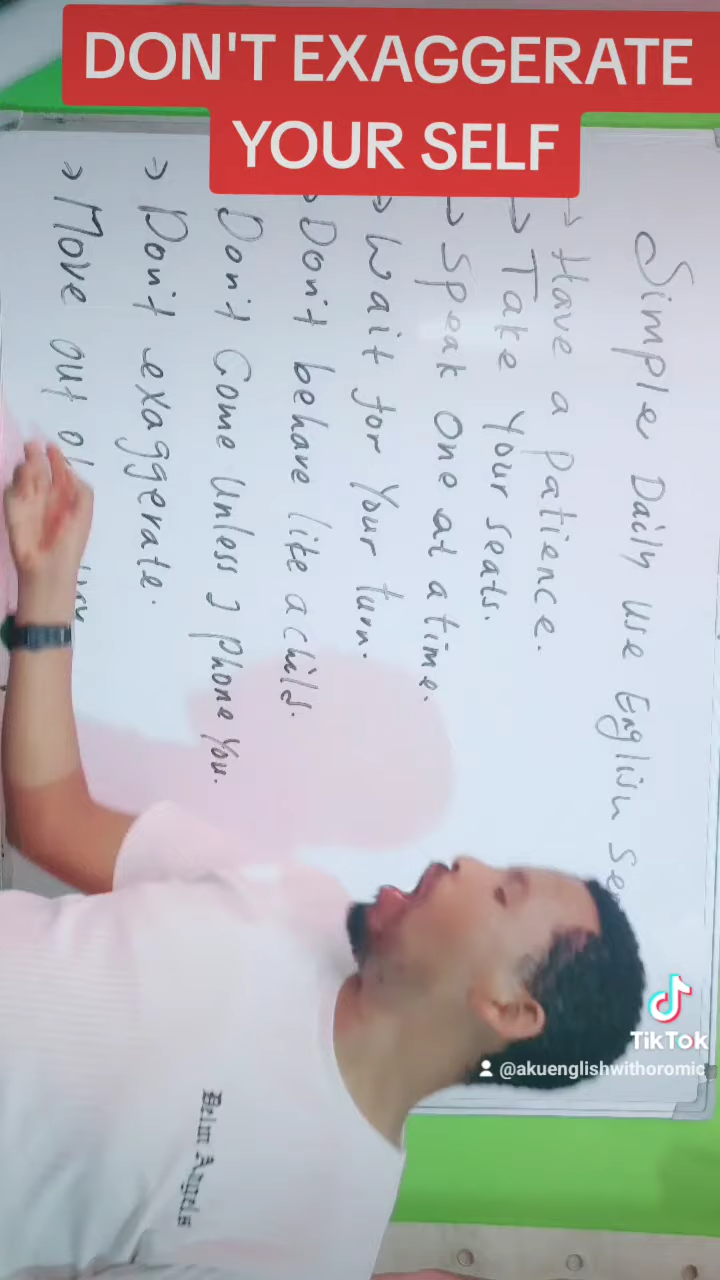 DON'T EXAGGERATE
YOUR SELF
Simple Daily Use English Se
→ Have a patience.
→ Take your seats.
→ Speak one at a time.
→ Wait for your turn.
→ Don't behave like a child.
Don't Come Unless I phone you.
→ Don't exaggerate.
→ Move out
TikTok
@akuenglishwithoromic